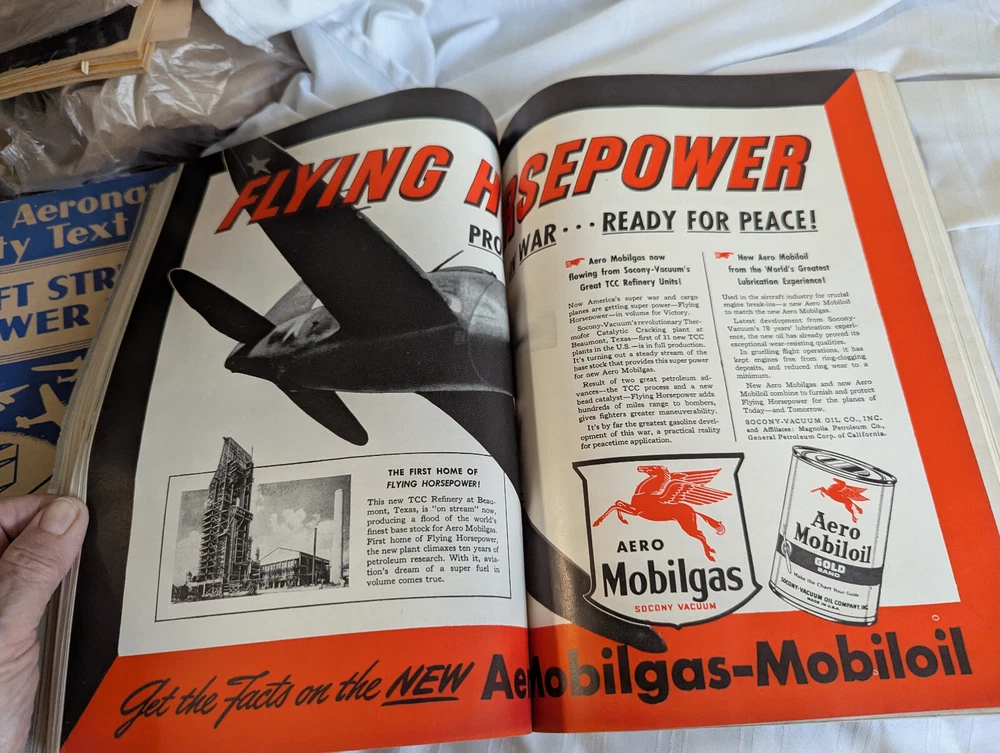 Aerona
ty Text
FT STR
WER
FLYING HORSEPOWER
PRO
WAR... READY FOR PEACE!
Aero Mobilgas now
flowing from Socony-Vacuum's
Great TCC Refinery Units!
Now America's super war and cargo
planes are getting super power—Flying
Horsepower—in volume for Victory.
Socony-Vacuum's revolutionary Ther-
mofor Catalytic Cracking plant at
Beaumont, Texas—first of 31 new TCC
plants in the U.S.—is in full production.
It's turning out a steady stream of the
base stock that provides this super power
for new Aero Mobilgas.
Result of two great petroleum ad-
vances—the TCC process and a new
bead catalyst—Flying Horsepower adds
hundreds of miles range to bombers,
gives fighters greater maneuverability.
It's by far the greatest gasoline devel-
opment of this war, a practical reality
for peacetime application.
New Aero Mobiloil
from the World's Greatest
Lubrication Experience!
Used in the aircraft industry for crucial
engine break-ins—a new Aero Mobiloil
to match the new Aero Mobilgas.
Latest development from Socony-
Vacuum's 78 years' lubrication experi-
ence, the new oil has already proved its
exceptional wear-resisting qualities.
In gruelling flight operations, it has
kept engines free from ring-clogging
deposits, and reduced ring wear to a
minimum.
New Aero Mobilgas and new Aero
Mobiloil combine to furnish and protect
Flying Horsepower for the planes of
Today—and Tomorrow.
SOCONY-VACUUM OIL CO., INC.
and Affiliates: Magnolia Petroleum Co.,
General Petroleum Corp. of California.
THE FIRST HOME OF
FLYING HORSEPOWER!
This new TCC Refinery at Beau-
mont, Texas, is "on stream" now,
producing a flood of the world's
finest base stock for Aero Mobilgas.
First home of Flying Horsepower,
the new plant climaxes ten years of
petroleum research. With it, avia-
tion's dream of a super fuel in
volume comes true.
AERO
Mobilgas
SOCONY VACUUM
Aero
Mobiloil
GOLD
BAND
Make the Chart Your Guide
SOCONY-VACUUM OIL COMPANY, INC.
MADE IN U.S.A.
Get the Facts on the NEW Aero Mobilgas-Mobiloil